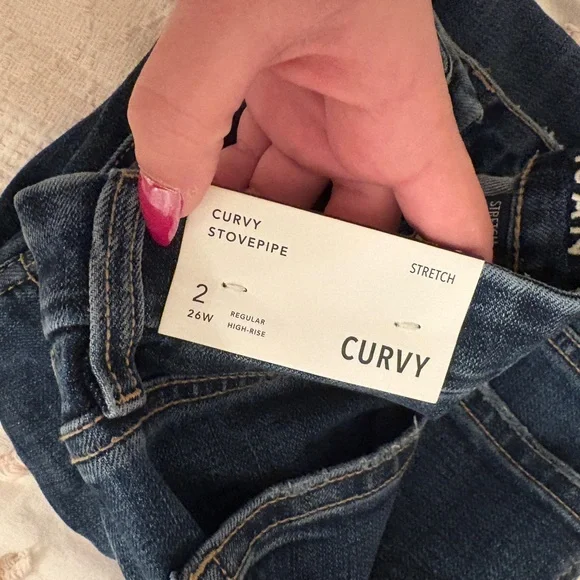 CURVY
STOVEPIPE
STRETCH
2
26W
REGULAR
HIGH-RISE
CURVY